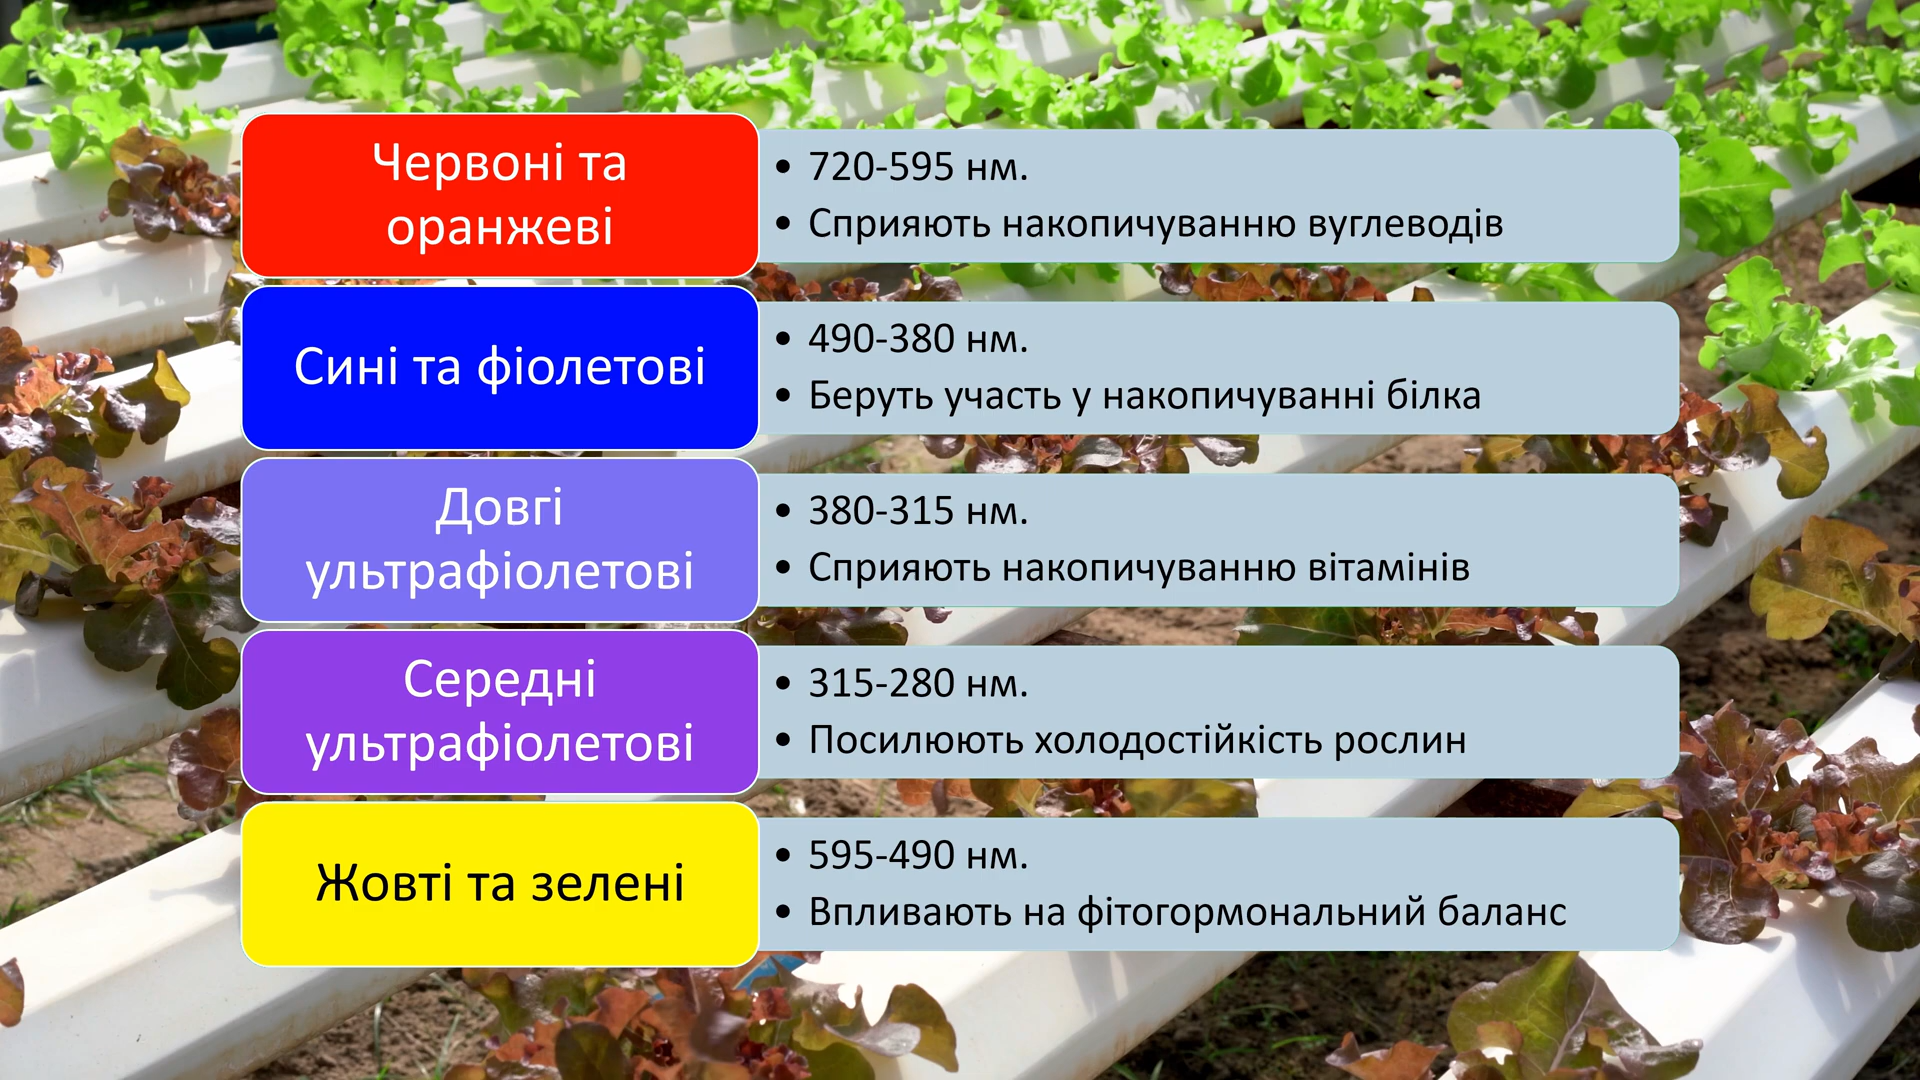 Червоні та
оранжеві
• 720-595 нм.
• Сприяють накопичуванню вуглеводів
Сині та фіолетові
• 490-380 нм.
• Беруть участь у накопичуванні білка
Довгі
ультрафіолетові
• 380-315 нм.
• Сприяють накопичуванню вітамінів
Середні
ультрафіолетові
• 315-280 нм.
• Посилюють холодостійкість рослин
Жовті та зелені
• 595-490 нм.
• Впливають на фітогормональний баланс